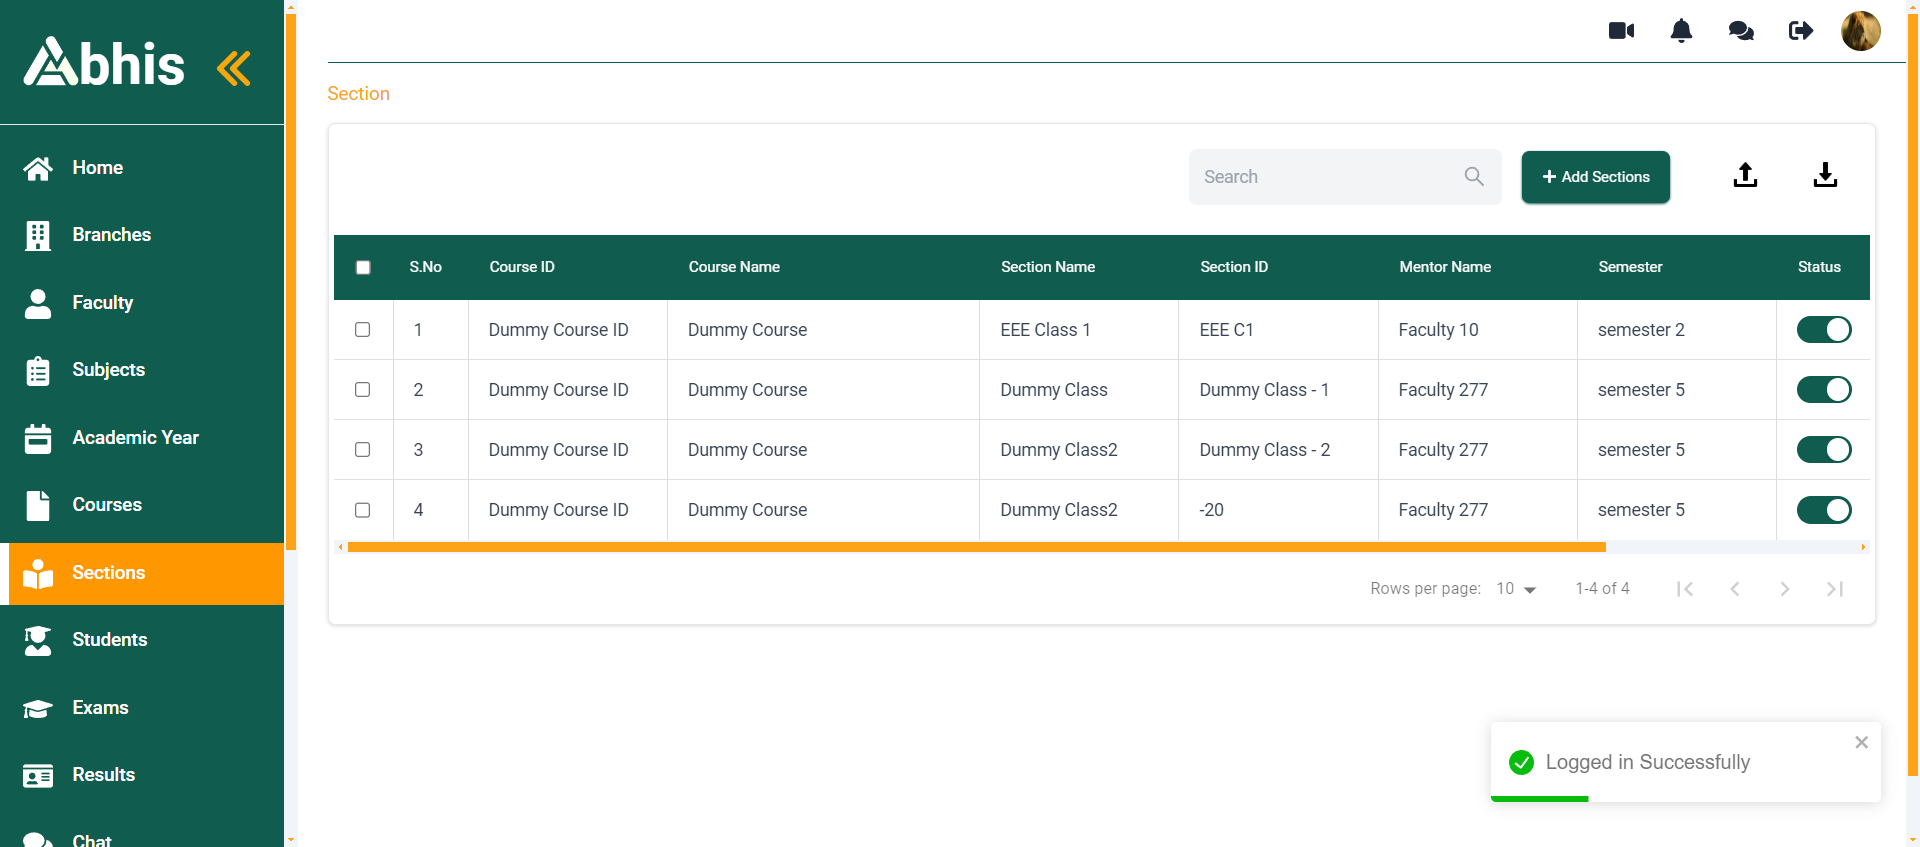 Abhis
Home
Branches
Faculty
Subjects
Academic Year
Courses
Sections
Students
Exams
Results
Chat
Section
Search
+ Add Sections
S.No Course ID Course Name Section Name Section ID Mentor Name Semester Status
1 Dummy Course ID Dummy Course EEE Class 1 EEE C1 Faculty 10 semester 2
2 Dummy Course ID Dummy Course Dummy Class Dummy Class - 1 Faculty 277 semester 5
3 Dummy Course ID Dummy Course Dummy Class2 Dummy Class - 2 Faculty 277 semester 5
4 Dummy Course ID Dummy Course Dummy Class2 -20 Faculty 277 semester 5
Rows per page: 10 1-4 of 4
Logged in Successfully